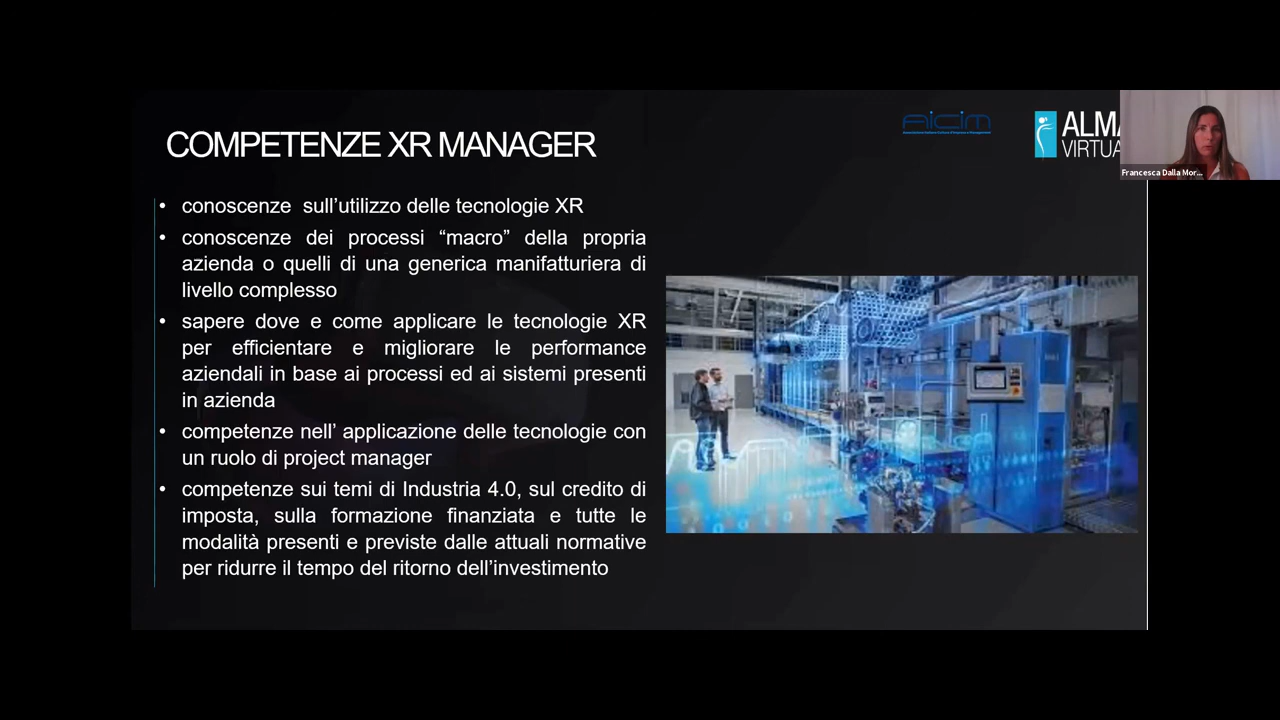 COMPETENZE XR MANAGER
AiCiM
ALMA
VIRTUA
Francesca Dalla Mor...
• conoscenze sull’utilizzo delle tecnologie XR
• conoscenze dei processi “macro” della propria
azienda o quelli di una generica manifatturiera di
livello complesso
• sapere dove e come applicare le tecnologie XR
per efficientare e migliorare le performance
aziendali in base ai processi ed ai sistemi presenti
in azienda
• competenze nell’ applicazione delle tecnologie con
un ruolo di project manager
• competenze sui temi di Industria 4.0, sul credito di
imposta, sulla formazione finanziata e tutte le
modalità presenti e previste dalle attuali normative
per ridurre il tempo del ritorno dell’investimento